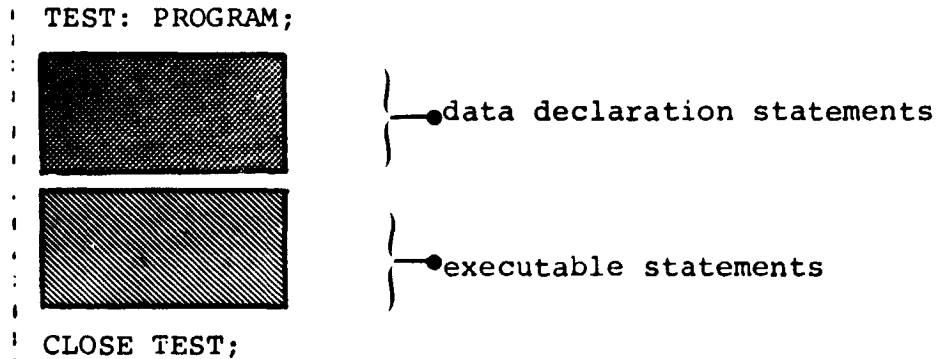 TEST: PROGRAM;
data declaration statements
executable statements
CLOSE TEST;